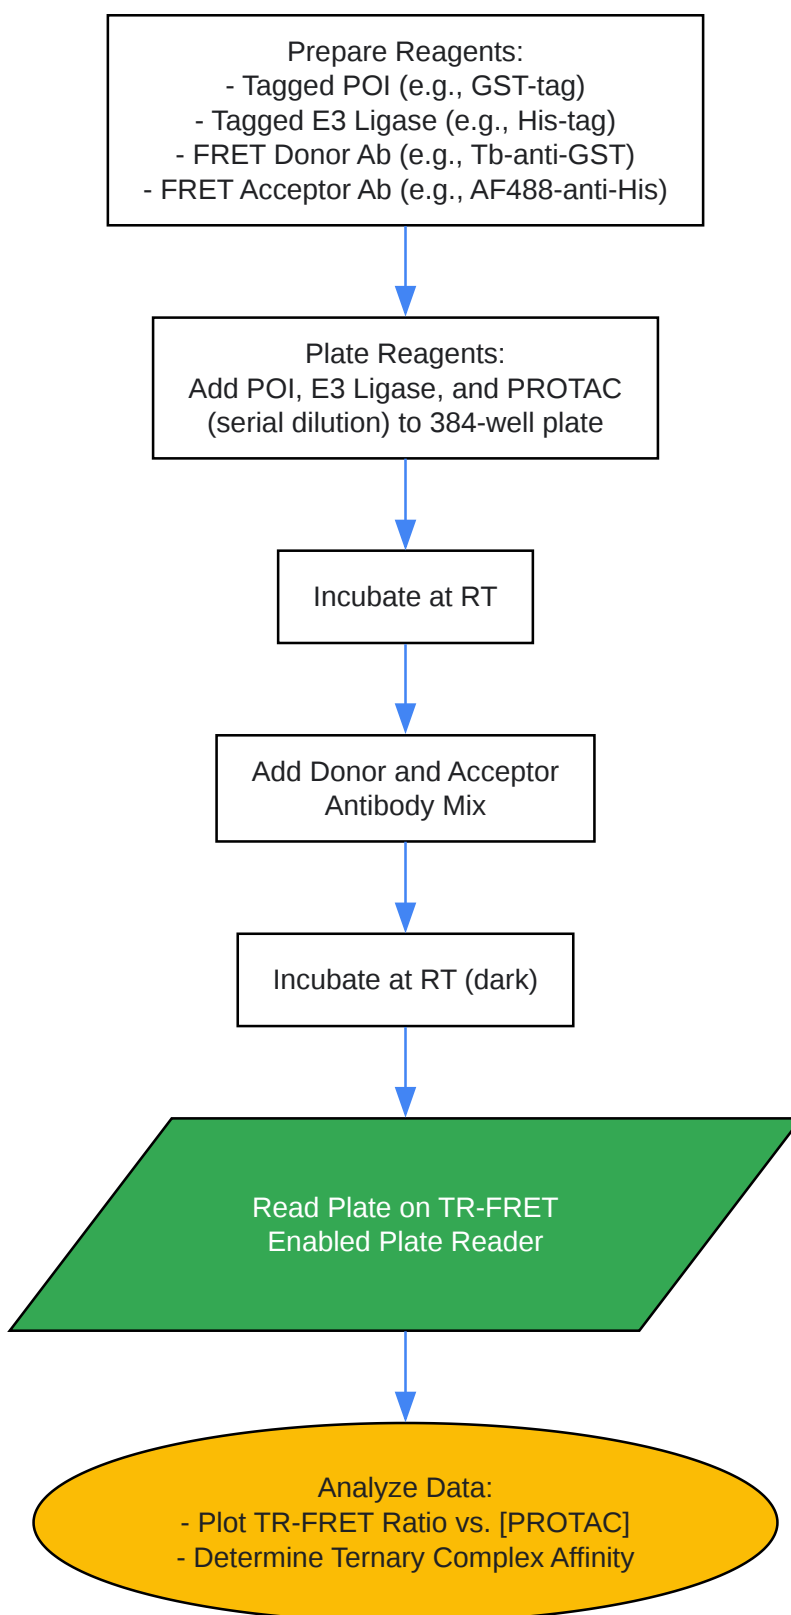 Prepare Reagents:
- Tagged POI (e.g., GST-tag)
- Tagged E3 Ligase (e.g., His-tag)
- FRET Donor Ab (e.g., Tb-anti-GST)
- FRET Acceptor Ab (e.g., AF488-anti-His)
Plate Reagents:
Add POI, E3 Ligase, and PROTAC
(serial dilution) to 384-well plate
Incubate at RT
Add Donor and Acceptor
Antibody Mix
Incubate at RT (dark)
Read Plate on TR-FRET
Enabled Plate Reader
Analyze Data:
- Plot TR-FRET Ratio vs. [PROTAC]
- Determine Ternary Complex Affinity